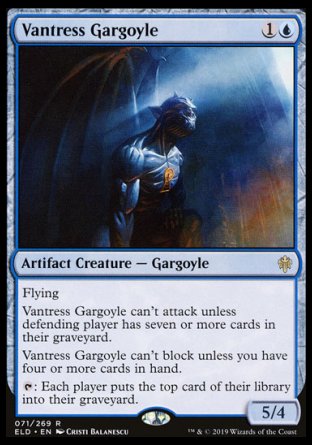 Vantress Gargoyle 1
Artifact Creature — Gargoyle
Flying
Vantress Gargoyle can't attack unless
defending player has seven or more cards in
their graveyard.
Vantress Gargoyle can't block unless you have
four or more cards in hand.
: Each player puts the top card of their library
into their graveyard.
5/4
071/269 R
ELD • EN CRISTI BALANESCU
™ & © 2019 Wizards of the Coast